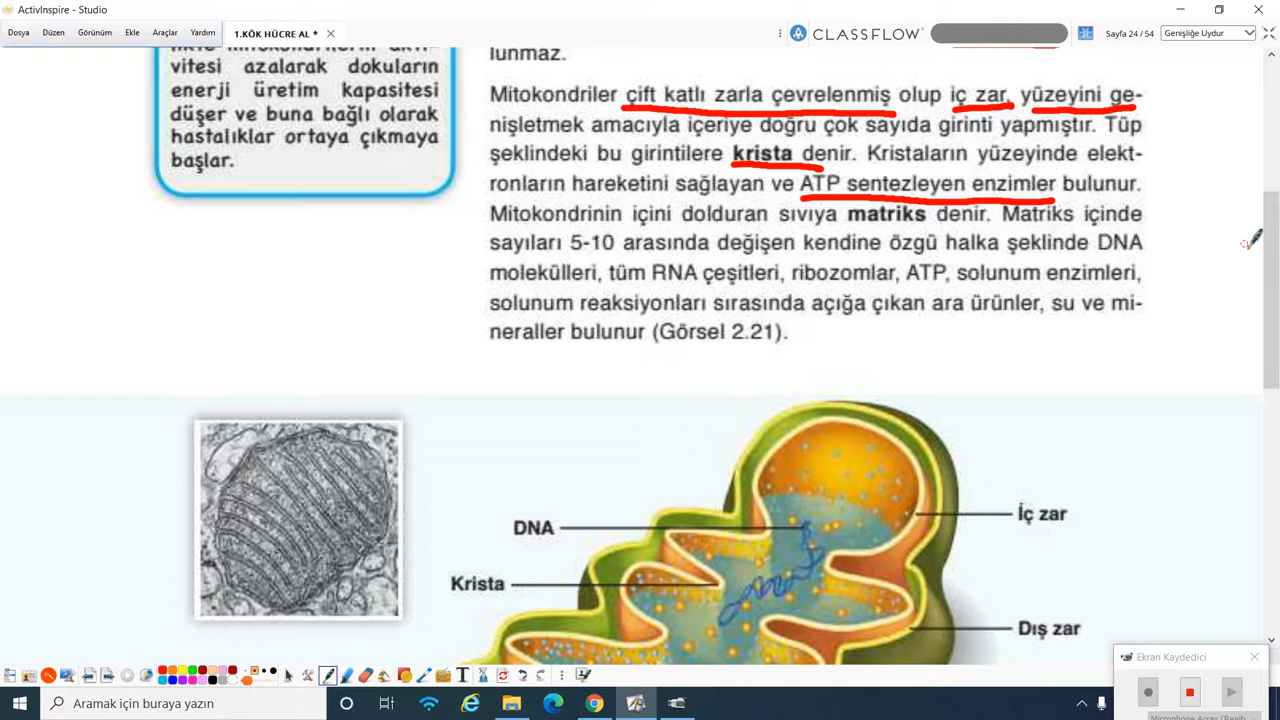 ActivInspire - Studio
Dosya Düzen Görünüm Ekle Araçlar Yardım
1.KÖK HÜCRE AL *
CLASSFLOW
Sayfa 24 / 54
Genişliğe Uydur
vitesi azalarak dokuların
enerji üretim kapasitesi
düşer ve buna bağlı olarak
hastalıklar ortaya çıkmaya
başlar.
lunmaz.
Mitokondriler çift katlı zarla çevrelenmiş olup iç zar, yüzeyini ge-
nişletmek amacıyla içeriye doğru çok sayıda girinti yapmıştır. Tüp
şeklindeki bu girintilere krista denir. Kristaların yüzeyinde elekt-
ronların hareketini sağlayan ve ATP sentezleyen enzimler bulunur.
Mitokondrinin içini dolduran sıvıya matriks denir. Matriks içinde
sayıları 5-10 arasında değişen kendine özgü halka şeklinde DNA
molekülleri, tüm RNA çeşitleri, ribozomlar, ATP, solunum enzimleri,
solunum reaksiyonları sırasında açığa çıkan ara ürünler, su ve mi-
neraller bulunur (Görsel 2.21).
DNA
Krista
İç zar
Dış zar
Ekran Kaydedici
Microphone Array (Realt
Aramak için buraya yazın